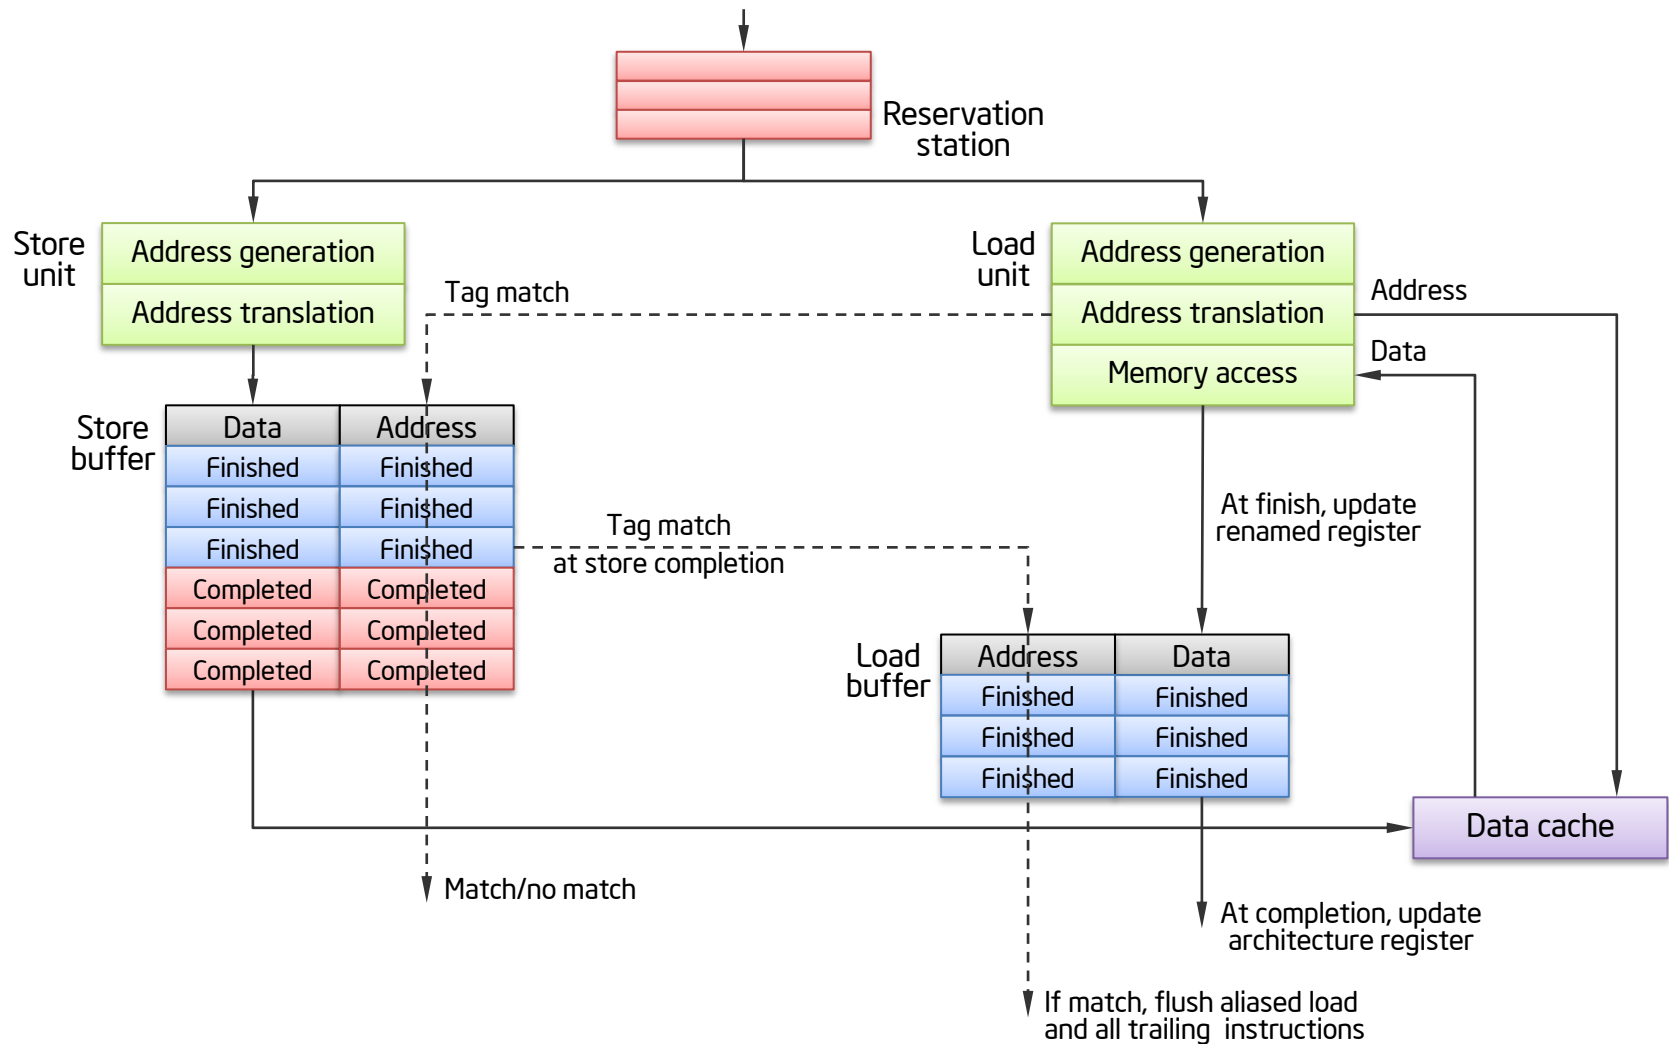 Reservation
station
Store
unit
Address generation
Address translation
Load
unit
Address generation
Address translation
Memory access
Address
Data
Tag match
Store
buffer
Data Address
Finished Finished
Finished Finished
Finished Finished
Completed Completed
Completed Completed
Completed Completed
Tag match
at store completion
At finish, update
renamed register
Load
buffer
Address Data
Finished Finished
Finished Finished
Finished Finished
Data cache
Match/no match
At completion, update
architecture register
If match, flush aliased load
and all trailing instructions